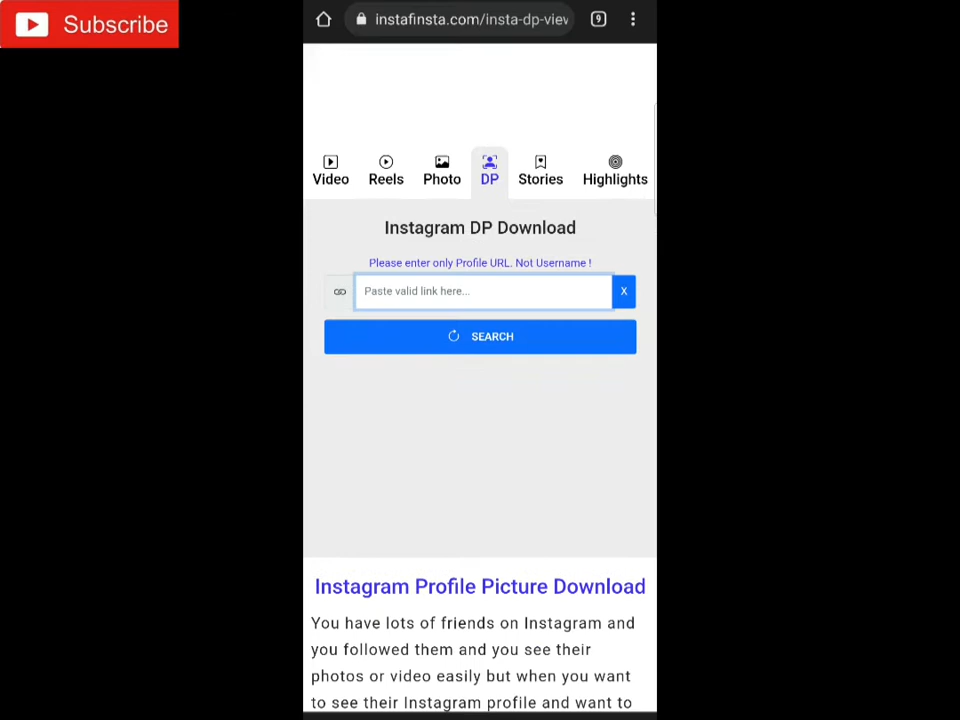 Subscribe
instafinsta.com/insta-dp-view
9
Video Reels Photo DP Stories Highlights
Instagram DP Download
Please enter only Profile URL. Not Username !
Paste valid link here...
X
SEARCH
Instagram Profile Picture Download
You have lots of friends on Instagram and
you followed them and you see their
photos or video easily but when you want
to see their Instagram profile and want to